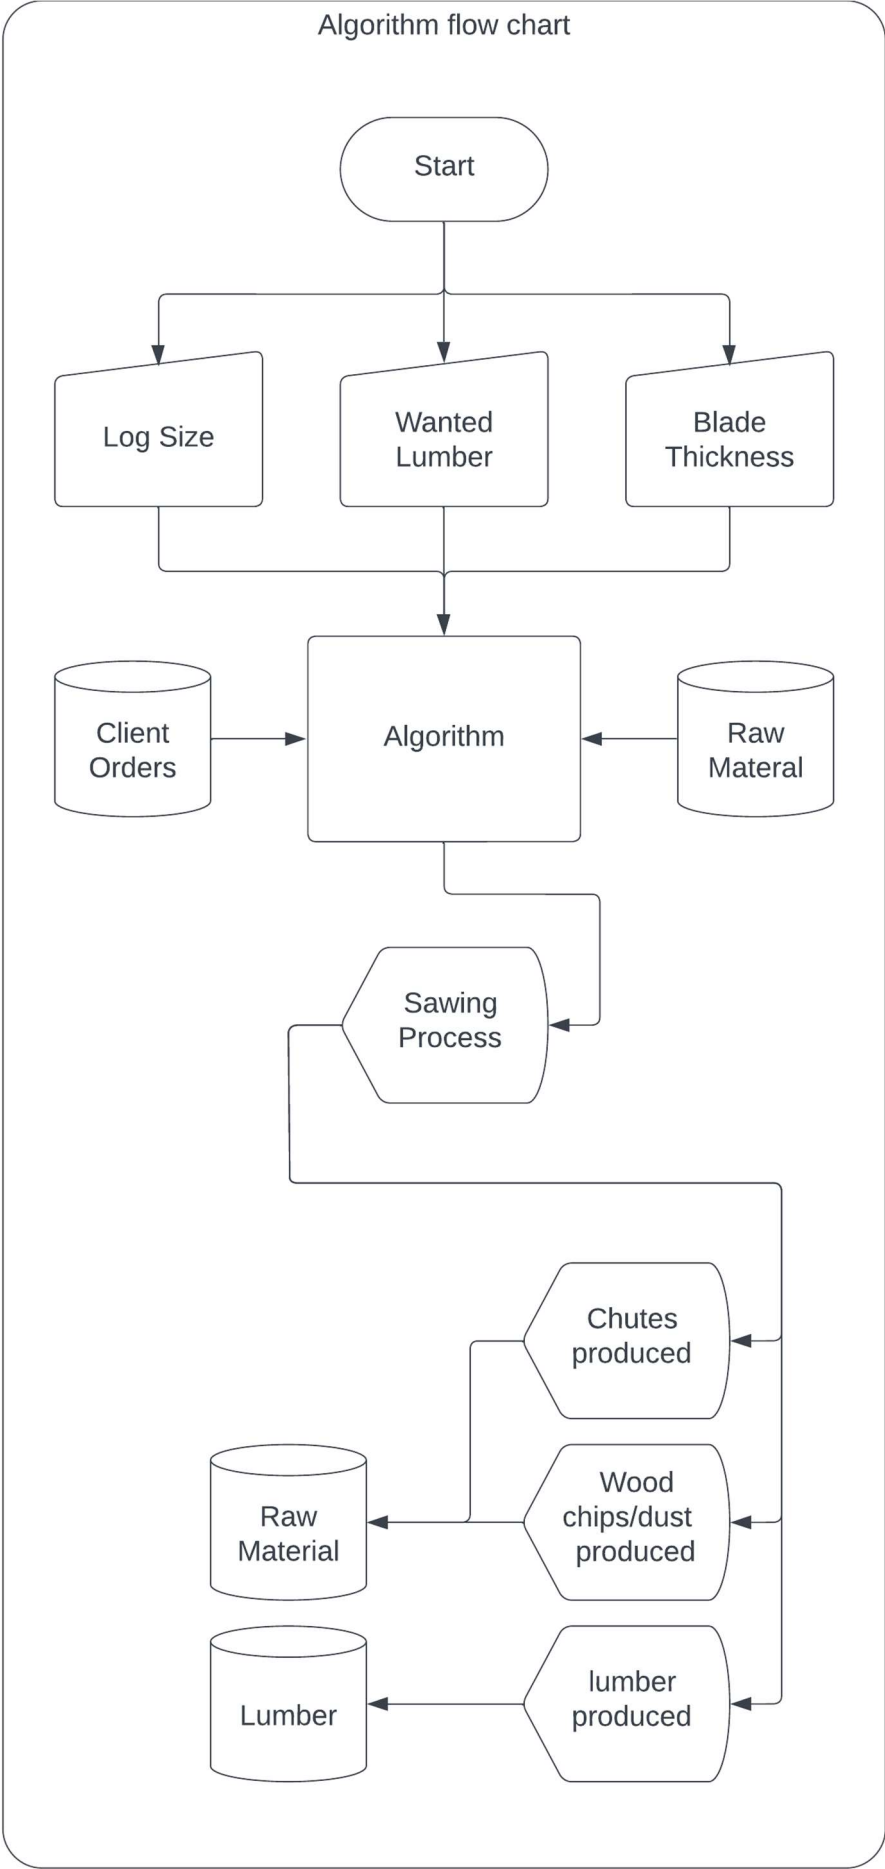 Algorithm flow chart
Start
Log Size
Wanted
Lumber
Blade
Thickness
Client
Orders
Algorithm
Raw
Materal
Sawing
Process
Chutes
produced
Raw
Material
Wood
chips/dust
produced
Lumber
lumber
produced